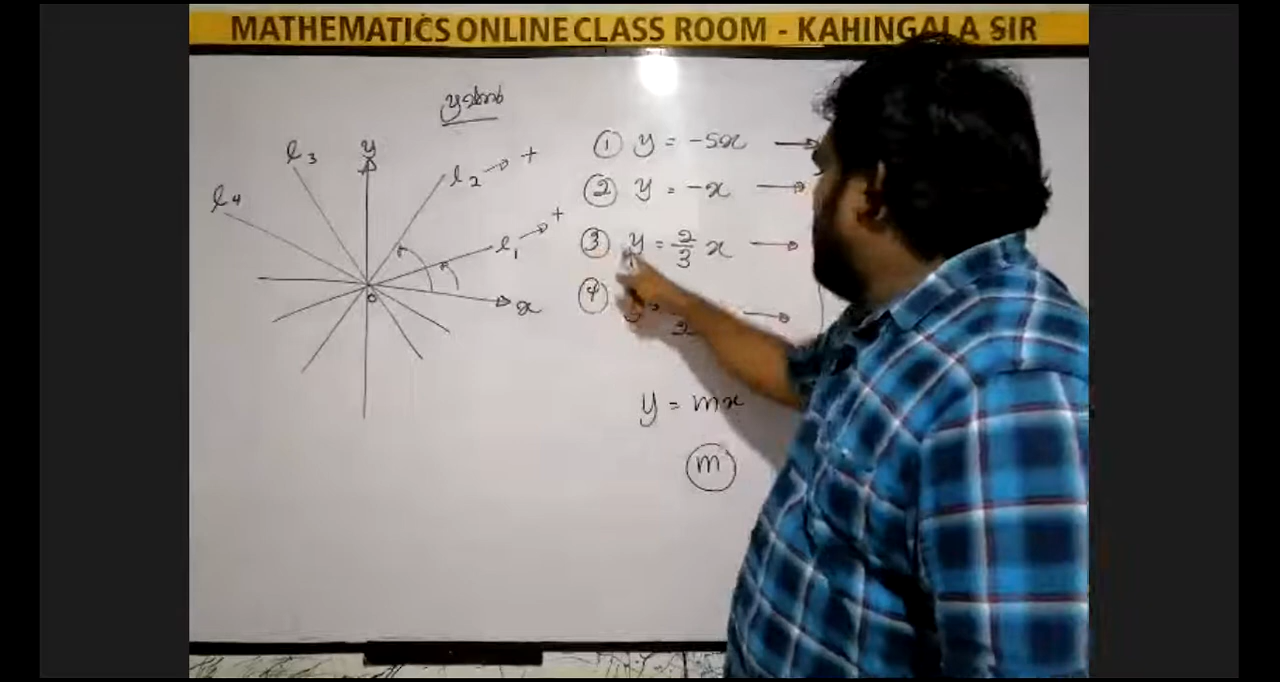 MATHEMATICS ONLINE CLASS ROOM - KAHINGALA SIR
ප්‍රස්තාර
l₄
l₃
y
l₂ → +
l₁ → +
x
0
① y = -5x →
② y = -x →
③ y = 2/3 x →
④
y = mx
m